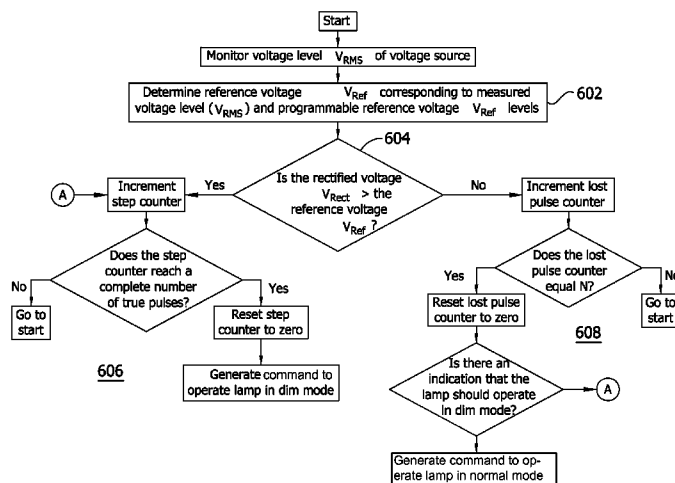 Start
Monitor voltage level V_RMS of voltage source
Determine reference voltage V_Ref corresponding to measured
voltage level (V_RMS) and programmable reference voltage V_Ref levels
602
604
Is the rectified voltage
V_Rect > the
reference voltage
V_Ref ?
Yes
No
A
Increment
step counter
Increment lost
pulse counter
Does the step
counter reach a
complete number
of true pulses?
No
Go to
start
Yes
Reset step
counter to zero
606
Generate command to
operate lamp in dim mode
Does the lost
pulse counter
equal N?
Yes
Reset lost pulse
counter to zero
No
Go to
start
608
Is there an
indication that the
lamp should operate
in dim mode?
A
Generate command to op-
erate lamp in normal mode